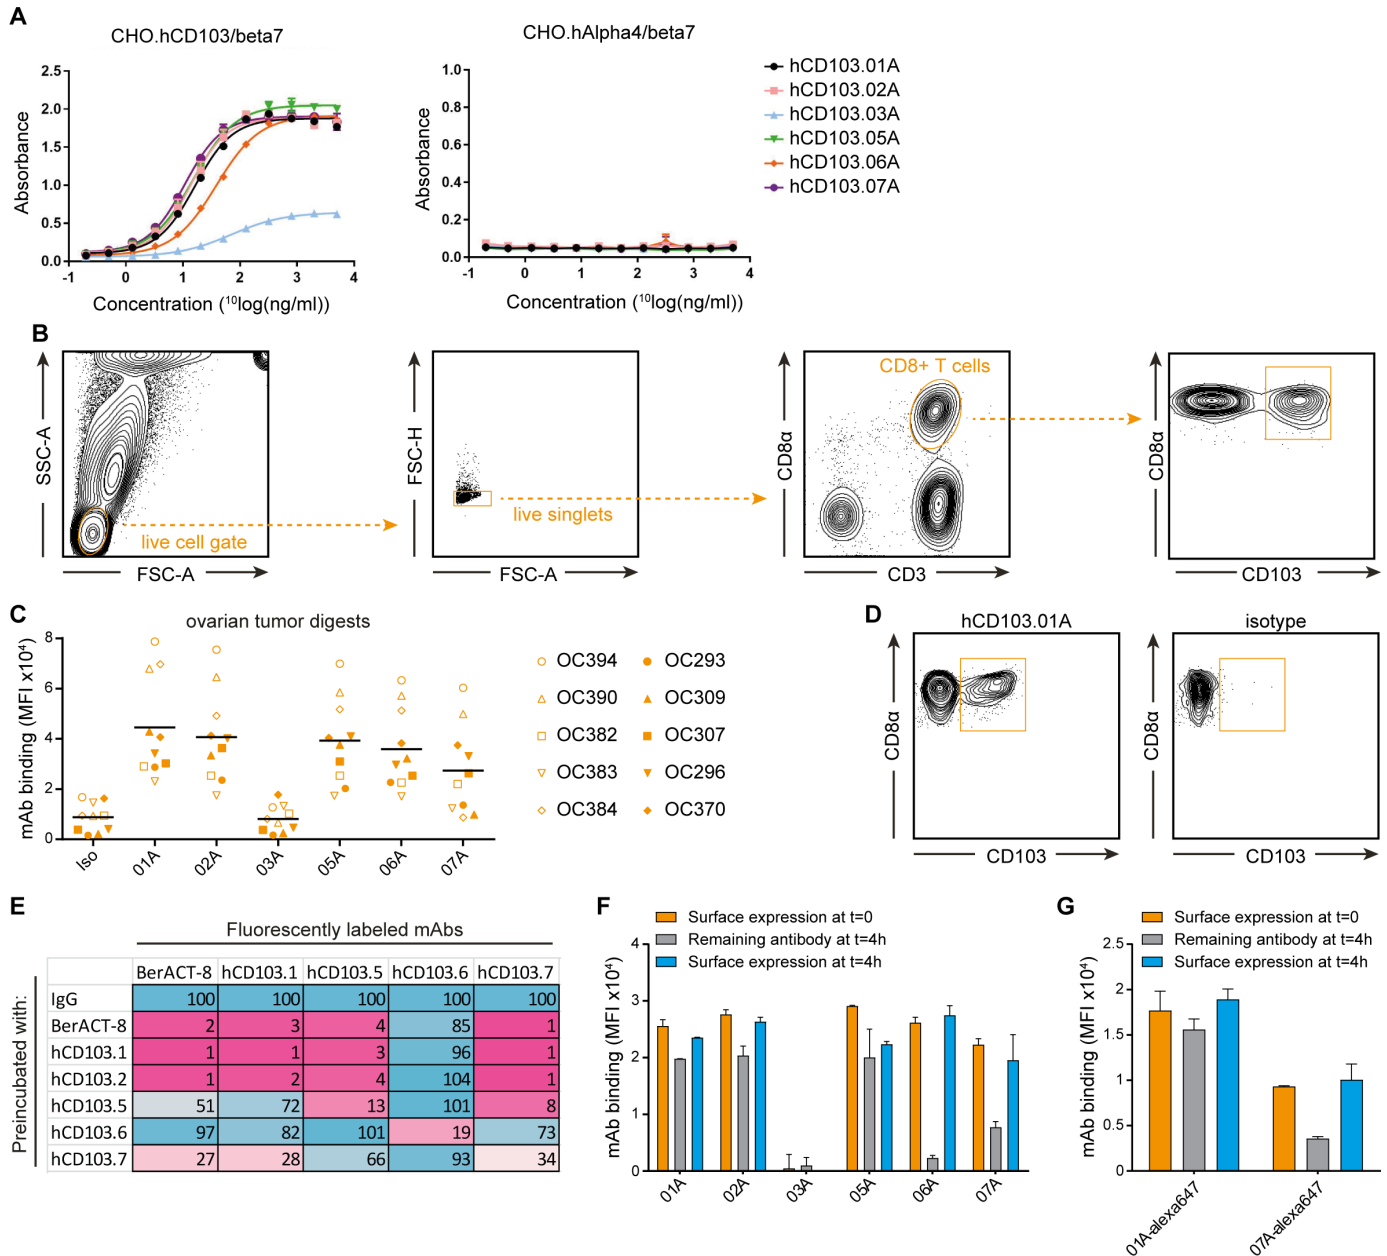 A
CHO.hCD103/beta7
CHO.hAlpha4/beta7
Absorbance
2.5
2.0
1.5
1.0
0.5
0.0
-1 0 1 2 3 4
Concentration (¹⁰log(ng/ml))
Absorbance
1.0
0.8
0.6
0.4
0.2
0.0
-1 0 1 2 3 4
Concentration (¹⁰log(ng/ml))
hCD103.01A
hCD103.02A
hCD103.03A
hCD103.05A
hCD103.06A
hCD103.07A
B
SSC-A
live cell gate
FSC-A
FSC-H
live singlets
FSC-A
CD8α
CD8+ T cells
CD3
CD8α
CD103
C
ovarian tumor digests
mAb binding (MFI x10⁴)
8
6
4
2
0
Iso 01A 02A 03A 05A 06A 07A
OC394 OC293
OC390 OC309
OC382 OC307
OC383 OC296
OC384 OC370
D
hCD103.01A
isotype
CD8α
CD103
CD8α
CD103
E
Fluorescently labeled mAbs
Preincubated with:
BerACT-8 hCD103.1 hCD103.5 hCD103.6 hCD103.7
IgG 100 100 100 100 100
BerACT-8 2 3 4 85 1
hCD103.1 1 1 3 96 1
hCD103.2 1 2 4 104 1
hCD103.5 51 72 13 101 8
hCD103.6 97 82 101 19 73
hCD103.7 27 28 66 93 34
F
Surface expression at t=0
Remaining antibody at t=4h
Surface expression at t=4h
mAb binding (MFI x10⁴)
4
3
2
1
0
01A 02A 03A 05A 06A 07A
G
Surface expression at t=0
Remaining antibody at t=4h
Surface expression at t=4h
mAb binding (MFI x10⁴)
2.5
2
1.5
1
0.5
0
01A-alexa647 07A-alexa647